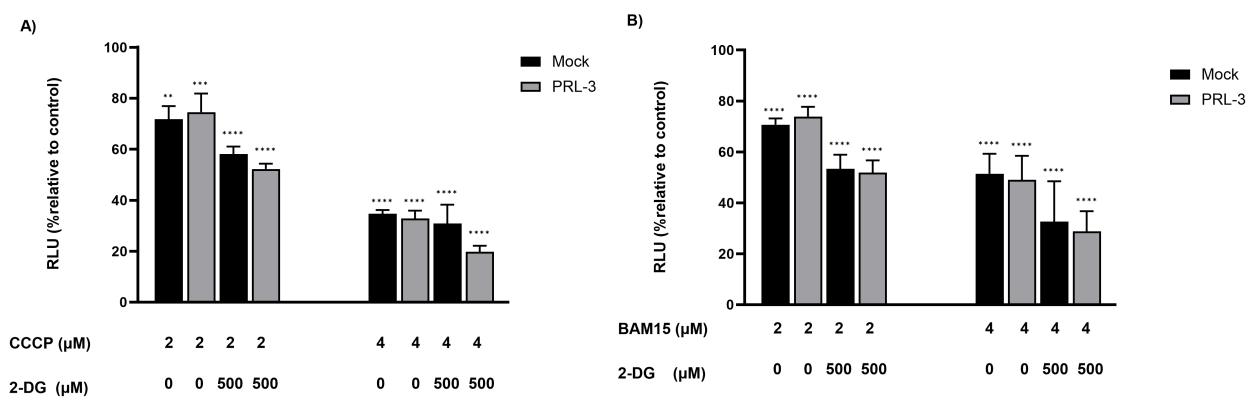 A)
100
80
60
40
20
0
RLU (%relative to control)
** *** **** ****
**** **** **** ****
Mock
PRL-3
CCCP (µM) 2 2 2 2 4 4 4 4
2-DG (µM) 0 0 500 500 0 0 500 500
B)
100
80
60
40
20
0
RLU (%relative to control)
**** **** **** ****
**** **** **** ****
Mock
PRL-3
BAM15 (µM) 2 2 2 2 4 4 4 4
2-DG (µM) 0 0 500 500 0 0 500 500